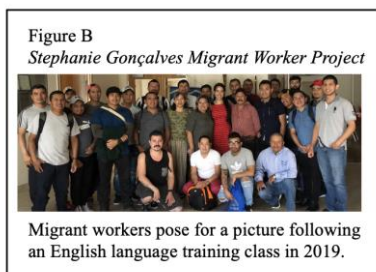 Figure B
Stephanie Gonçalves Migrant Worker Project
Migrant workers pose for a picture following
an English language training class in 2019.